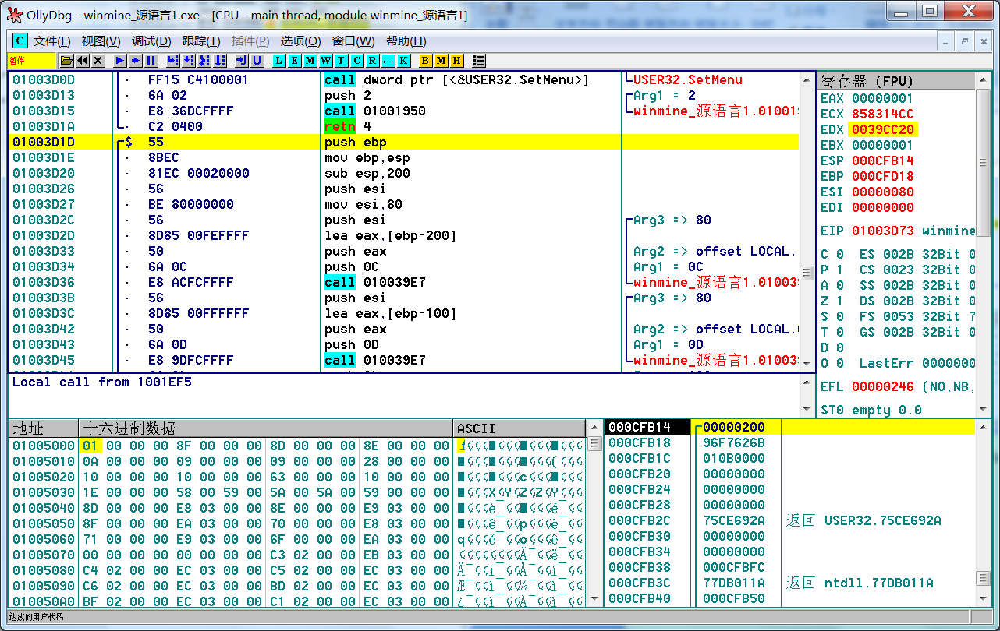 OllyDbg - winmine_源语言1.exe - [CPU - main thread, module winmine_源语言1]
C 文件(F) 视图(V) 调试(D) 跟踪(T) 插件(P) 选项(O) 窗口(W) 帮助(H)
暂停 L E M W T C R ... K B M H
01003D0D · FF15 C4100001 call dword ptr [<&USER32.SetMenu>] USER32.SetMenu
01003D13 · 6A 02 push 2 Arg1 = 2
01003D15 · E8 36DCFFFF call 01001950 winmine_源语言1.01001
01003D1A · C2 0400 retn 4
01003D1D $ 55 push ebp
01003D1E · 8BEC mov ebp,esp
01003D20 · 81EC 00020000 sub esp,200
01003D26 · 56 push esi
01003D27 · BE 80000000 mov esi,80
01003D2C · 56 push esi Arg3 => 80
01003D2D · 8D85 00FEFFFF lea eax,[ebp-200]
01003D33 · 50 push eax Arg2 => offset LOCAL.
01003D34 · 6A 0C push 0C Arg1 = 0C
01003D36 · E8 ACFCFFFF call 010039E7 winmine_源语言1.01003
01003D3B · 56 push esi Arg3 => 80
01003D3C · 8D85 00FFFFFF lea eax,[ebp-100]
01003D42 · 50 push eax Arg2 => offset LOCAL.
01003D43 · 6A 0D push 0D Arg1 = 0D
01003D45 · E8 9DFCFFFF call 010039E7 winmine_源语言1.01003
Local call from 1001EF5
寄存器 (FPU)
EAX 00000001
ECX 858314CC
EDX 0039CC20
EBX 00000001
ESP 000CFB14
EBP 000CFD18
ESI 00000080
EDI 00000000
EIP 01003D73 winmine
C 0 ES 002B 32Bit 0
P 1 CS 0023 32Bit 0
A 0 SS 002B 32Bit 0
Z 1 DS 002B 32Bit 0
S 0 FS 0053 32Bit 7
T 0 GS 002B 32Bit 0
D 0
O 0 LastErr 0000000
EFL 00000246 (NO,NB,
ST0 empty 0.0
地址 十六进制数据 ASCII
01005000 01 00 00 00 8F 00 00 00 8D 00 00 00 8E 00 00 00
01005010 0A 00 00 00 09 00 00 00 09 00 00 00 28 00 00 00
01005020 10 00 00 00 10 00 00 00 63 00 00 00 10 00 00 00
01005030 1E 00 00 00 58 00 59 00 5A 00 5A 00 59 00 00 00
01005040 8D 00 00 00 E8 03 00 00 8E 00 00 00 E9 03 00 00
01005050 8F 00 00 00 EA 03 00 00 70 00 00 00 E8 03 00 00
01005060 71 00 00 00 E9 03 00 00 6F 00 00 00 EA 03 00 00
01005070 00 00 00 00 00 00 00 00 C3 02 00 00 EB 03 00 00
01005080 C4 02 00 00 EC 03 00 00 C5 02 00 00 EC 03 00 00
01005090 C6 02 00 00 EC 03 00 00 BD 02 00 00 EC 03 00 00
010050A0 BF 02 00 00 EC 03 00 00 C1 02 00 00 EC 03 00 00
000CFB14 00000200
000CFB18 96F7626B
000CFB1C 010B0000
000CFB20 00000000
000CFB24 00000000
000CFB28 00000000
000CFB2C 75CE692A 返回 USER32.75CE692A
000CFB30 00000000
000CFB34 00000000
000CFB38 000CFBFC
000CFB3C 77DB011A 返回 ntdll.77DB011A
000CFB40 000CFB50
达成的用户代码